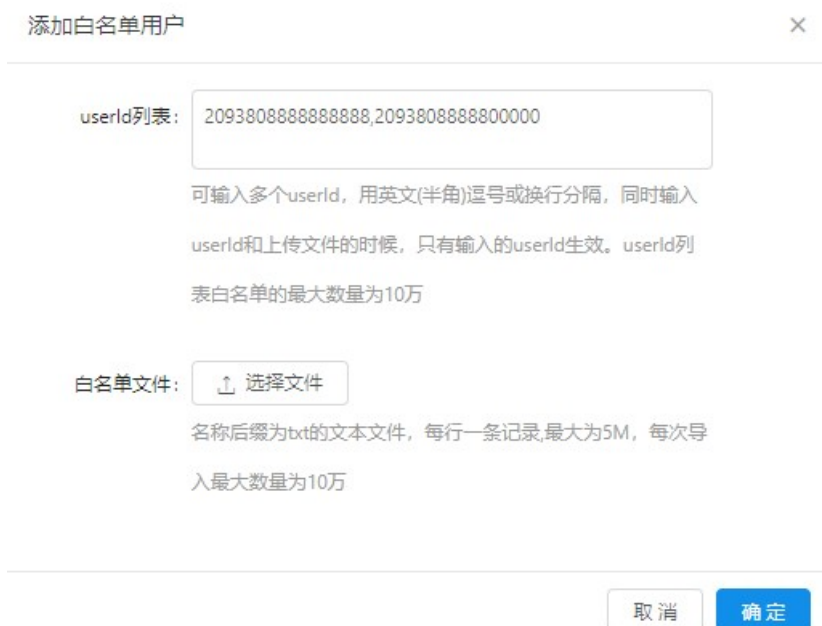 添加白名单用户
userId列表：
2093808888888888,2093808888800000
可输入多个userId，用英文(半角)逗号或换行分隔，同时输入
userId和上传文件的时候，只有输入的userId生效。userId列
表白名单的最大数量为10万
白名单文件：
选择文件
名称后缀为txt的文本文件，每行一条记录,最大为5M，每次导
入最大数量为10万
取消
确定